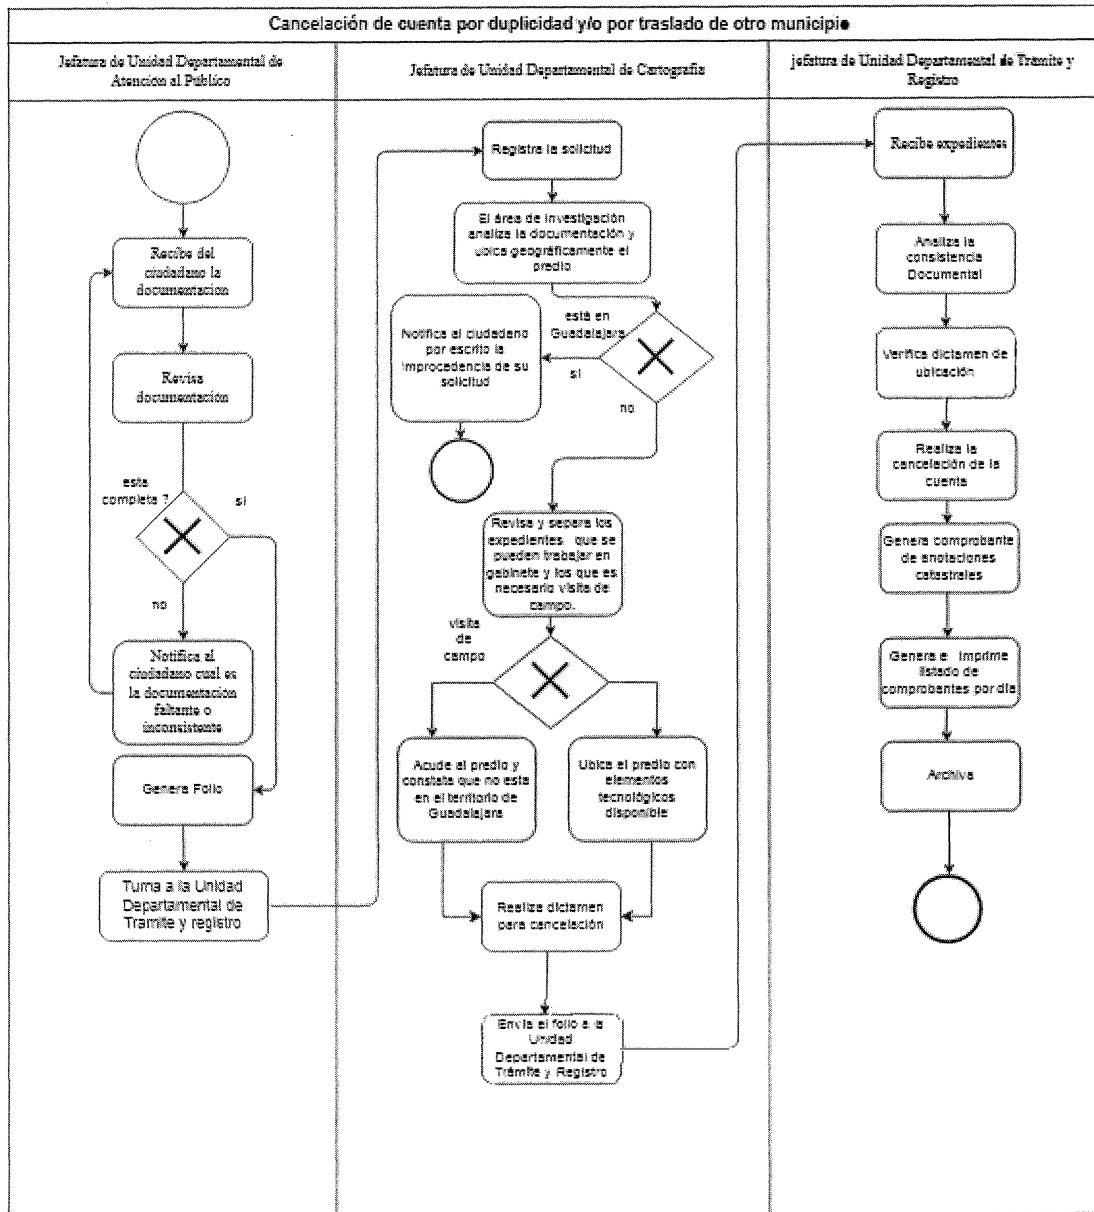 Cancelación de cuenta por duplicidad y/o por traslado de otro municipio
Jefatura de Unidad Departamental de
Atención al Público
Jefatura de Unidad Departamental de Cartografía
jefatura de Unidad Departamental de Trámite y
Registro
Recibe del
ciudadano la
documentación
Revisa
documentación
esta
completa ?
si
no
Notifica al
ciudadano cual es
la documentación
faltante o
inconsistente
Genera Folio
Turna a la Unidad
Departamental de
Tramite y registro
Registra la solicitud
El área de investigación
analiza la documentación y
ubica geográficamente el
predio
está en
Guadalajara
si
no
Notifica al ciudadano
por escrito la
improcedencia de su
solicitud
Revisa y separa los
expedientes que se
pueden trabajar en
gabinete y los que es
necesario visita de
campo.
visita
de
campo
Acude al predio y
constata que no esta
en el territorio de
Guadalajara
Ubica el predio con
elementos
tecnológicos
disponible
Realiza dictamen
para cancelación
Envía el folio a la
Unidad
Departamental de
Trámite y Registro
Recibe expedientes
Analiza la
consistencia
Documental
Verifica dictamen de
ubicación
Realiza la
cancelación de la
cuenta
Genera comprobante
de anotaciones
catastrales
Genera e imprime
listado de
comprobantes por día
Archiva